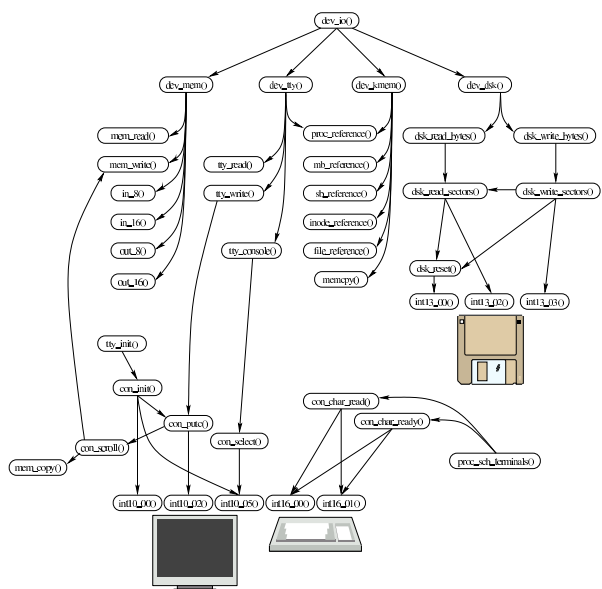 dev_io()
dev_mem()
dev_tty()
dev_kmem()
dev_dsk()
mem_read()
proc_reference()
dsk_read_bytes()
dsk_write_bytes()
mem_write()
tty_read()
mb_reference()
in_8()
tty_write()
sb_reference()
dsk_read_sectors()
dsk_write_sectors()
in_16()
inode_reference()
out_8()
tty_console()
file_reference()
out_16()
memcpy()
dsk_reset()
int13_00()
int13_02()
int13_03()
tty_init()
con_init()
con_char_read()
con_putc()
con_char_ready()
con_scroll()
con_select()
mem_copy()
proc_sch_terminals()
int10_00()
int10_02()
int10_05()
int16_00()
int16_01()